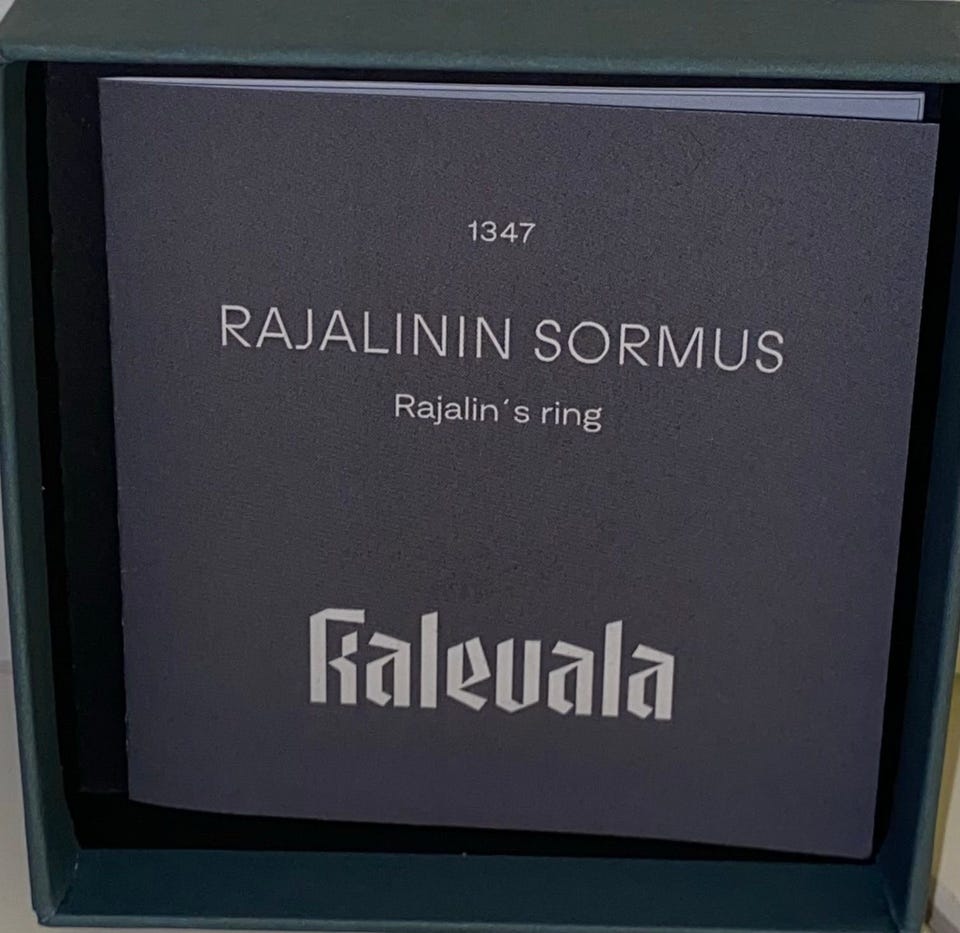 1347
RAJALININ SORMUS
Rajalin´s ring
Kalevala